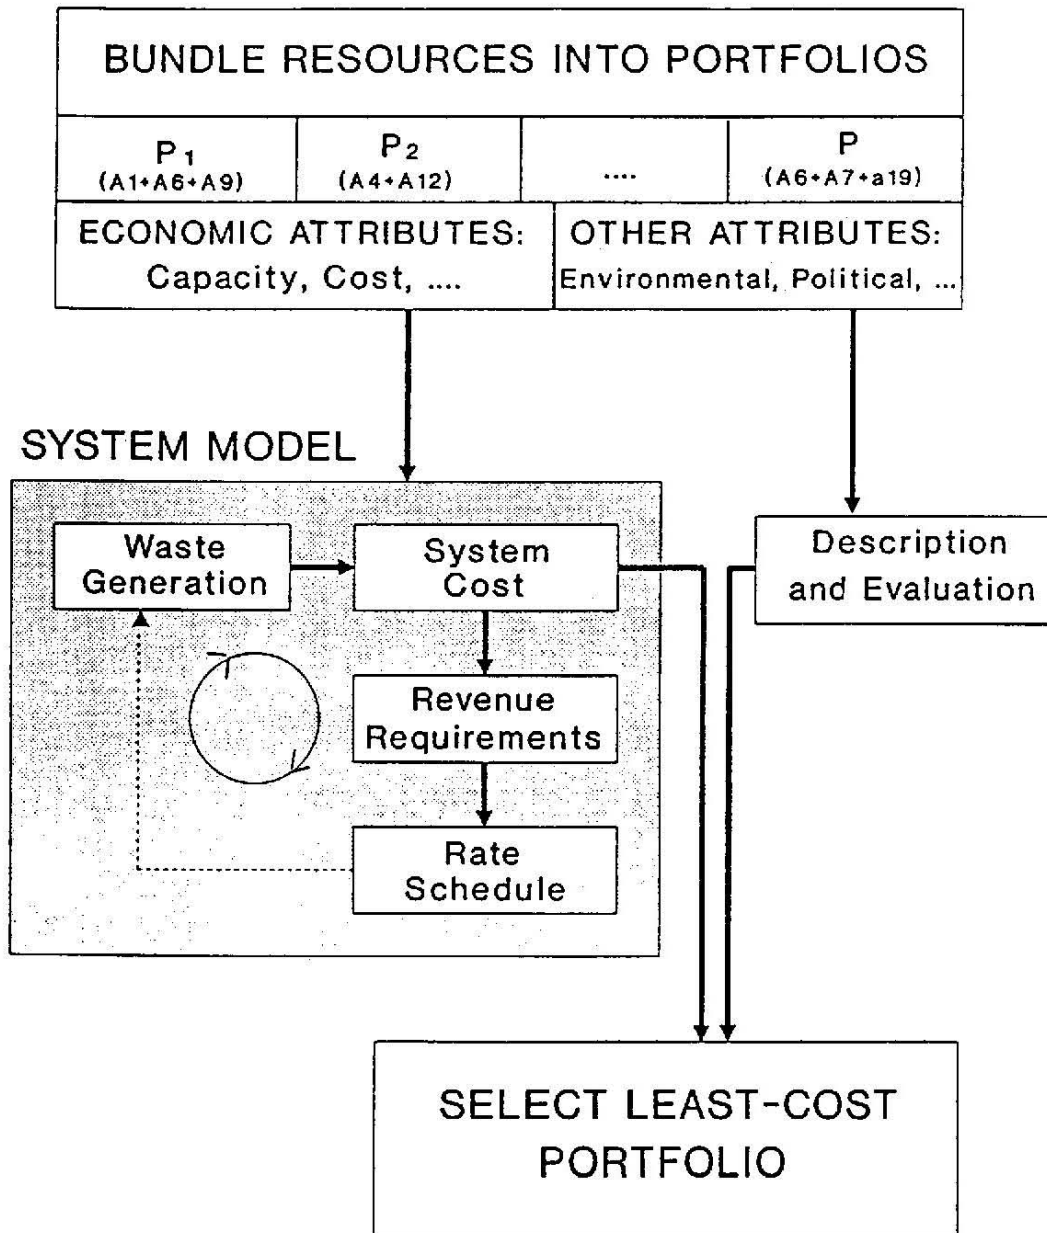 BUNDLE RESOURCES INTO PORTFOLIOS
P1
(A1+A6+A9)
P2
(A4+A12)
....
P
(A6+A7+a19)
ECONOMIC ATTRIBUTES:
Capacity, Cost, ....
OTHER ATTRIBUTES:
Environmental, Political, ...
SYSTEM MODEL
Waste
Generation
System
Cost
Description
and Evaluation
Revenue
Requirements
Rate
Schedule
SELECT LEAST-COST
PORTFOLIO